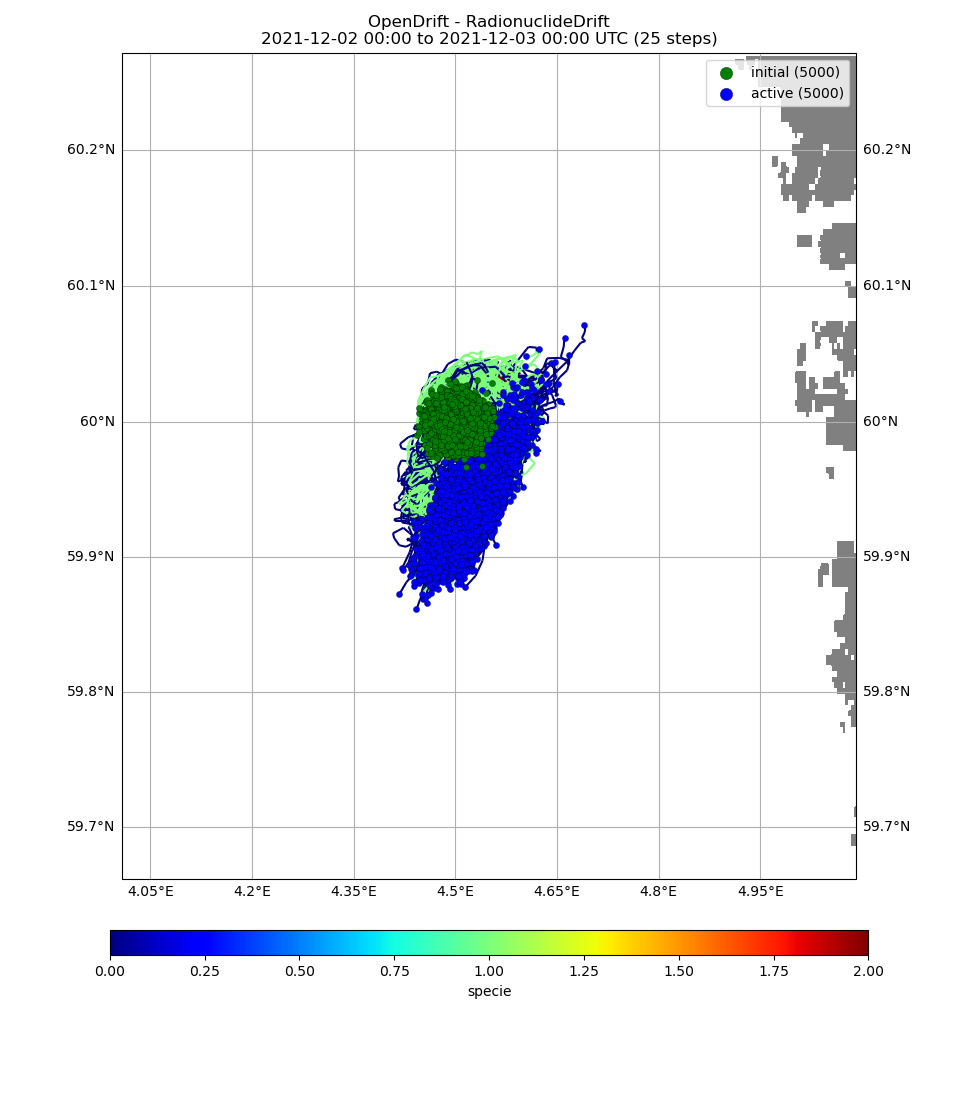 OpenDrift - RadionuclideDrift
2021-12-02 00:00 to 2021-12-03 00:00 UTC (25 steps)
initial (5000)
active (5000)
60.2°N 60.2°N
60.1°N 60.1°N
60°N 60°N
59.9°N 59.9°N
59.8°N 59.8°N
59.7°N 59.7°N
4.05°E 4.2°E 4.35°E 4.5°E 4.65°E 4.8°E 4.95°E
0.00 0.25 0.50 0.75 1.00 1.25 1.50 1.75 2.00
specie